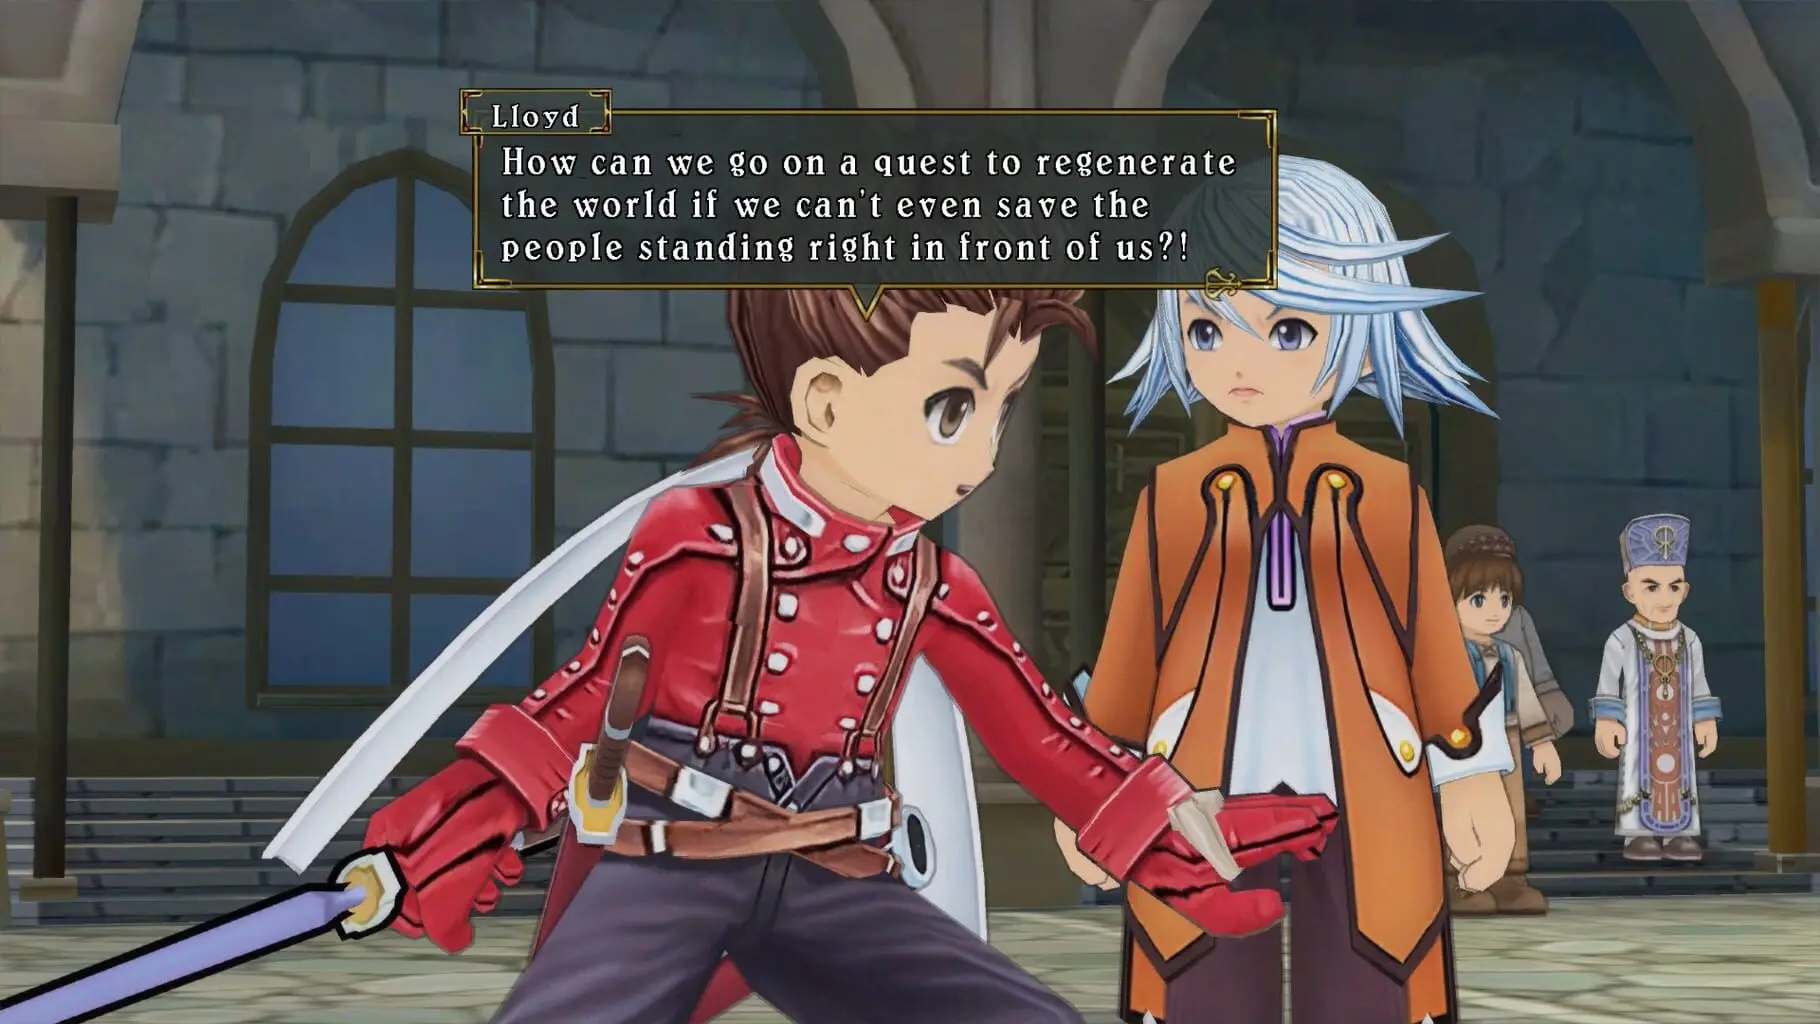 Lloyd
How can we go on a quest to regenerate
the world if we can't even save the
people standing right in front of us?!